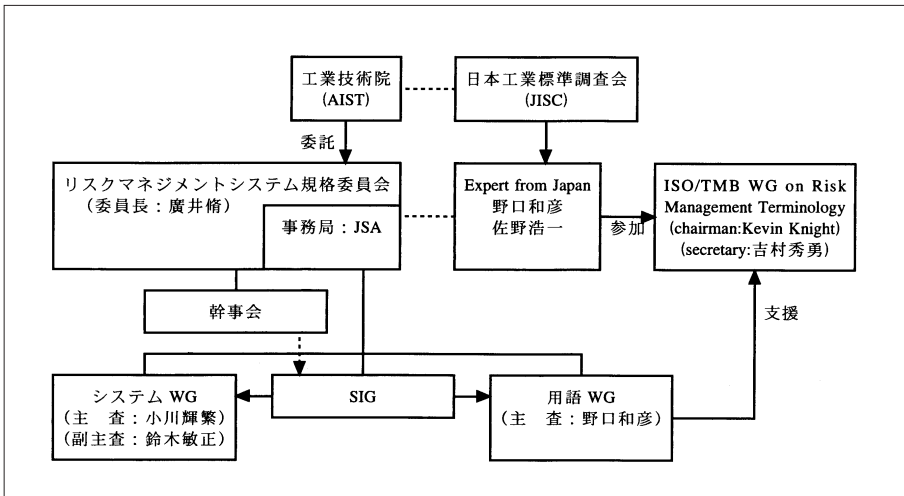 工業技術院
(AIST)
日本工業標準調査会
(JISC)
委託
リスクマネジメントシステム規格委員会
(委員長:廣井脩)
事務局:JSA
Expert from Japan
野口和彦
佐野浩一
参加
ISO/TMB WG on Risk
Management Terminology
(chairman:Kevin Knight)
(secretary:吉村秀勇)
幹事会
支援
システム WG
(主 査:小川輝繁)
(副主査:鈴木敏正)
SIG
用語 WG
(主 査:野口和彦)